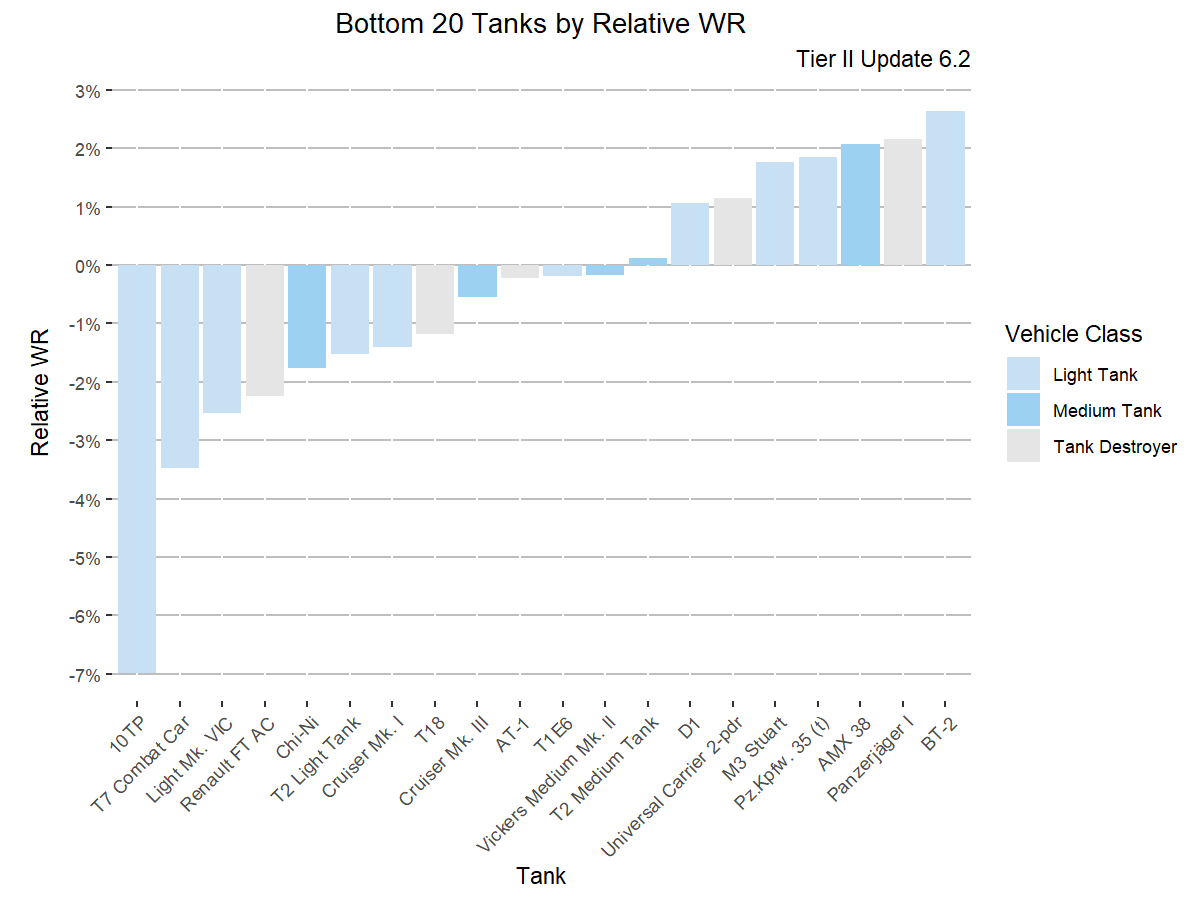 Bottom 20 Tanks by Relative WR
Tier II Update 6.2
3%
2%
1%
0%
-1%
-2%
-3%
-4%
-5%
-6%
-7%
Relative WR
10TP
T7 Combat Car
Light Mk. VIC
Renault FT AC
Chi-Ni
T2 Light Tank
Cruiser Mk. I
T18
Cruiser Mk. III
AT-1
T1E6
Vickers Medium Mk. II
T2 Medium Tank
D1
Universal Carrier 2-pdr
M3 Stuart
Pz.Kpfw. 35 (t)
AMX 38
Panzerjäger I
BT-2
Tank
Vehicle Class
Light Tank
Medium Tank
Tank Destroyer